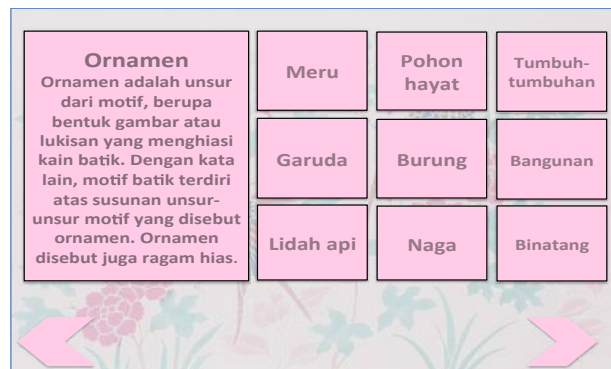 Ornamen
Ornamen adalah unsur
dari motif, berupa
bentuk gambar atau
lukisan yang menghiasi
kain batik. Dengan kata
lain, motif batik terdiri
atas susunan unsur-
unsur motif yang disebut
ornamen. Ornamen
disebut juga ragam hias.
Meru
Pohon
hayat
Tumbuh-
tumbuhan
Garuda
Burung
Bangunan
Lidah api
Naga
Binatang